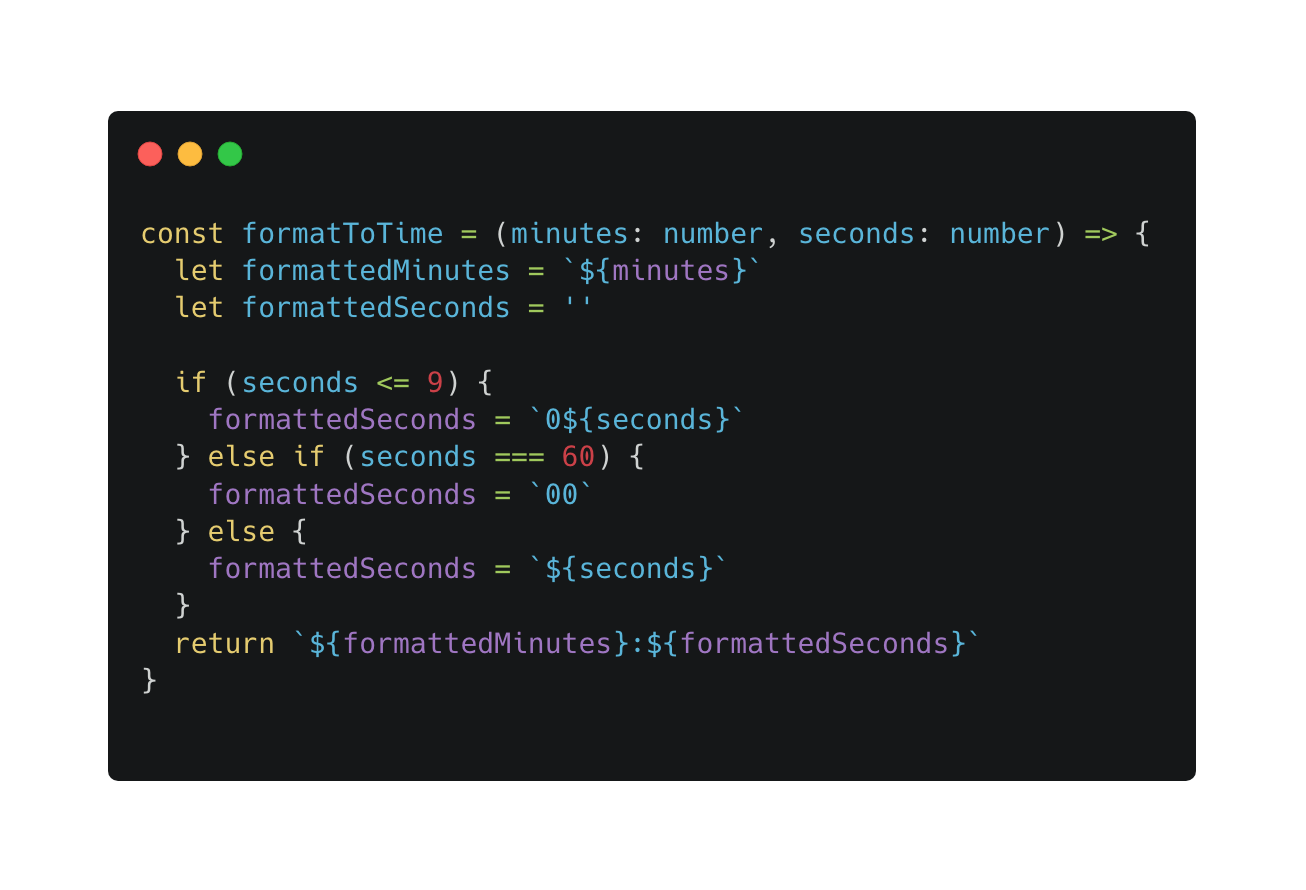 const formatToTime = (minutes: number, seconds: number) => {
  let formattedMinutes = `${minutes}`
  let formattedSeconds = ''

  if (seconds <= 9) {
    formattedSeconds = `0${seconds}`
  } else if (seconds === 60) {
    formattedSeconds = `00`
  } else {
    formattedSeconds = `${seconds}`
  }
  return `${formattedMinutes}:${formattedSeconds}`
}